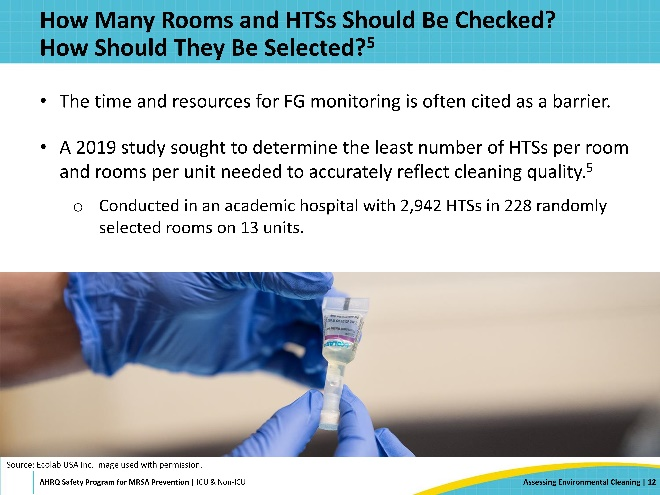 How Many Rooms and HTSs Should Be Checked?
How Should They Be Selected?5
• The time and resources for FG monitoring is often cited as a barrier.
• A 2019 study sought to determine the least number of HTSs per room
and rooms per unit needed to accurately reflect cleaning quality.5
o Conducted in an academic hospital with 2,942 HTSs in 228 randomly
selected rooms on 13 units.
Source: Ecolab USA Inc. Image used with permission.
AHRQ Safety Program for MRSA Prevention | ICU & Non-ICU
Assessing Environmental Cleaning | 12